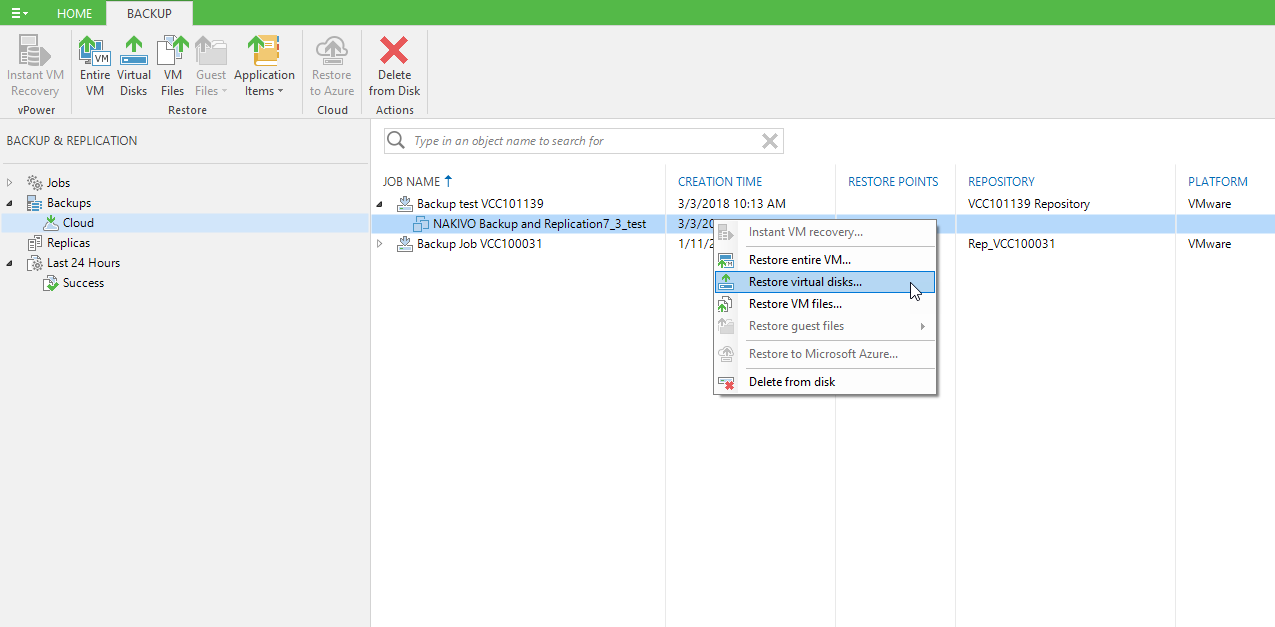 HOME BACKUP
Instant VM Recovery
Entire VM
Virtual Disks
VM Files
Guest Files
Application Items
Restore to Azure
Delete from Disk
vPower Restore Cloud Actions
BACKUP & REPLICATION
Type in an object name to search for
Jobs
Backups
Cloud
Replicas
Last 24 Hours
Success
JOB NAME CREATION TIME RESTORE POINTS REPOSITORY PLATFORM
Backup test VCC101139 3/3/2018 10:13 AM VCC101139 Repository VMware
NAKIVO Backup and Replication7_3_test 3/3/20
Backup Job VCC100031 1/11/2 Rep_VCC100031 VMware
Instant VM recovery...
Restore entire VM...
Restore virtual disks...
Restore VM files...
Restore guest files
Restore to Microsoft Azure...
Delete from disk